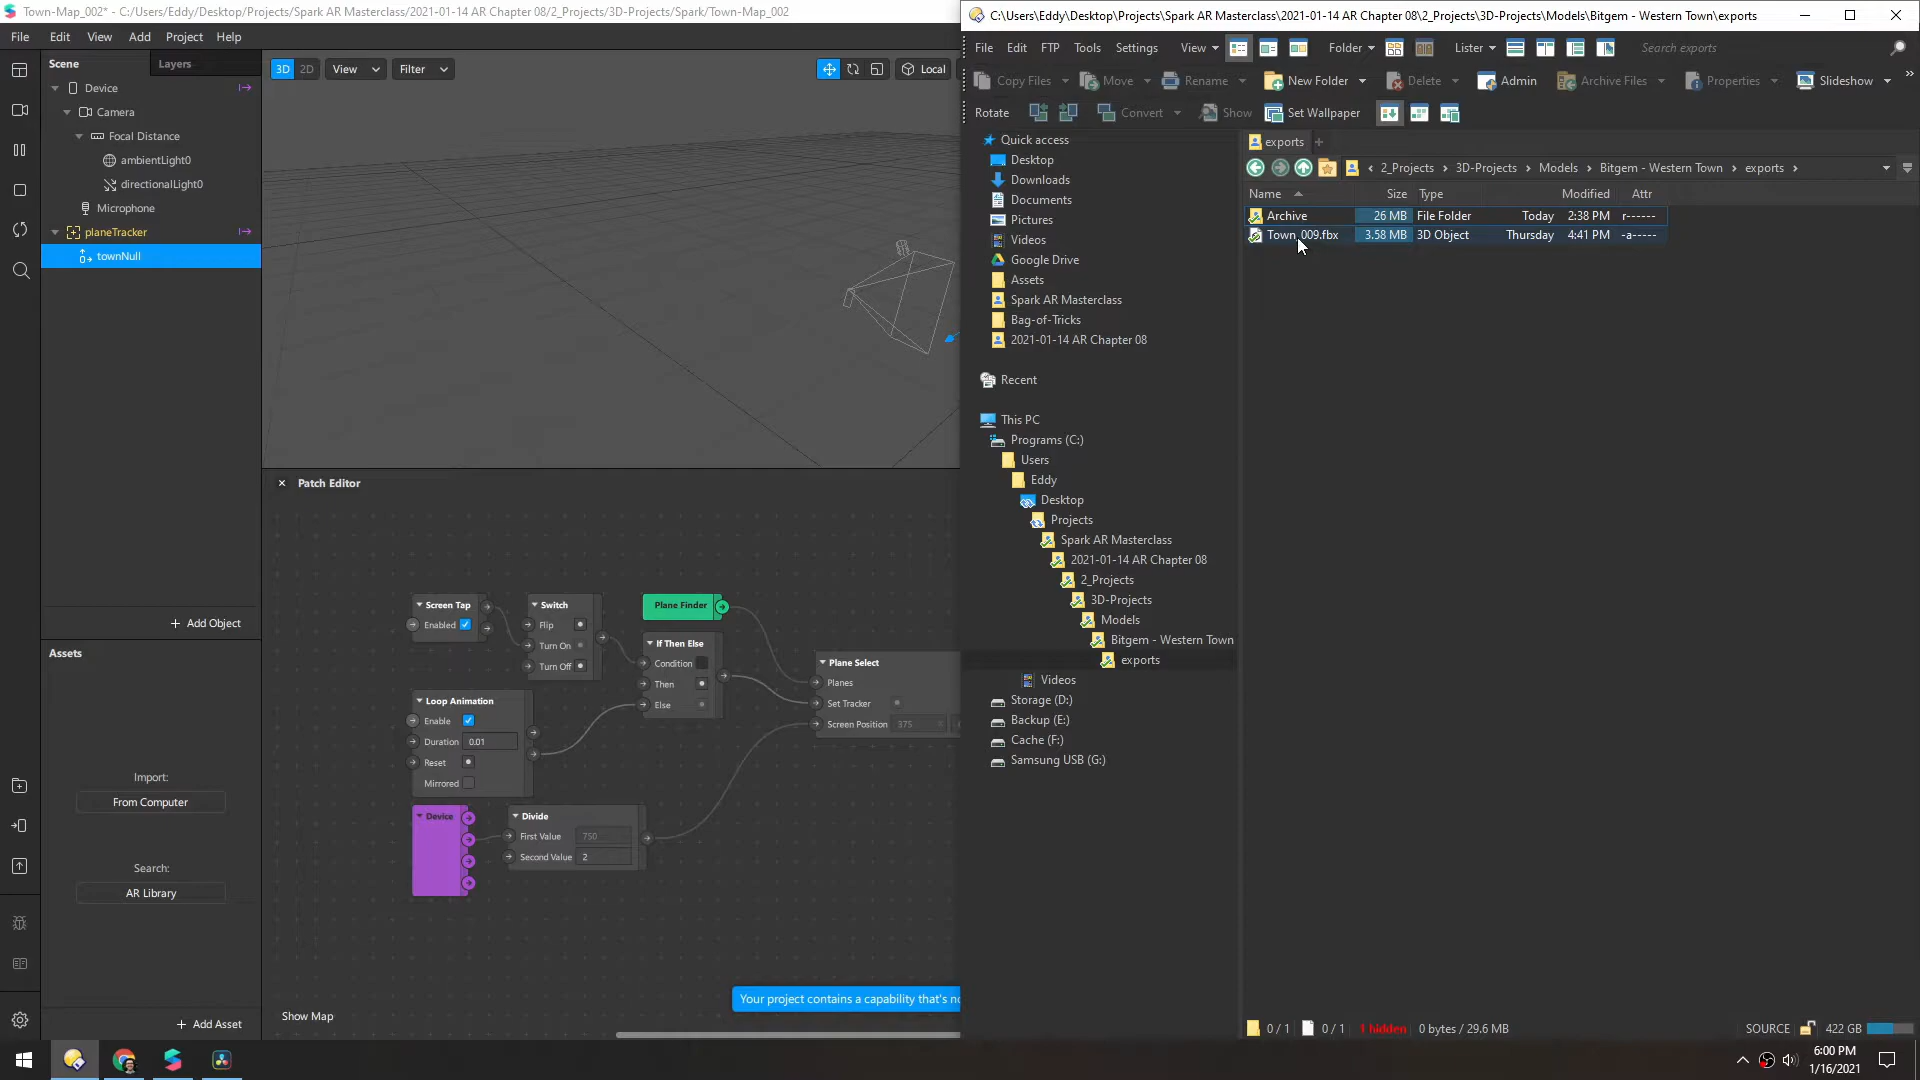 Town-Map_002* - C:/Users/Eddy/Desktop/Projects/Spark AR Masterclass/2021-01-14 AR Chapter 08/2_Projects/3D-Projects/Spark/Town-Map_002
File Edit View Add Project Help
Scene Layers
Device
Camera
Focal Distance
ambientLight0
directionalLight0
Microphone
planeTracker
townNull
+ Add Object
Assets
Import:
From Computer
Search:
AR Library
+ Add Asset
3D 2D View Filter Local
Patch Editor
Screen Tap
Enabled
Switch
Flip
Turn On
Turn Off
Plane Finder
If Then Else
Condition
Then
Else
Plane Select
Planes
Set Tracker
Screen Position 375
Loop Animation
Enable
Duration 0.01
Reset
Mirrored
Device
Divide
First Value 750
Second Value 2
Your project contains a capability that's no
Show Map
C:\Users\Eddy\Desktop\Projects\Spark AR Masterclass\2021-01-14 AR Chapter 08\2_Projects\3D-Projects\Models\Bitgem - Western Town\exports
File Edit FTP Tools Settings View Folder Lister Search exports
Copy Files Move Rename New Folder Delete Admin Archive Files Properties Slideshow
Rotate Convert Show Set Wallpaper
Quick access
Desktop
Downloads
Documents
Pictures
Videos
Google Drive
Assets
Spark AR Masterclass
Bag-of-Tricks
2021-01-14 AR Chapter 08
Recent
This PC
Programs (C:)
Users
Eddy
Desktop
Projects
Spark AR Masterclass
2021-01-14 AR Chapter 08
2_Projects
3D-Projects
Models
Bitgem - Western Town
exports
Videos
Storage (D:)
Backup (E:)
Cache (F:)
Samsung USB (G:)
exports +
2_Projects 3D-Projects Models Bitgem - Western Town exports
Name Size Type Modified Attr
Archive 26 MB File Folder Today 2:38 PM r------
Town_009.fbx 3.58 MB 3D Object Thursday 4:41 PM -a-----
0 / 1 0 / 1 1 hidden 0 bytes / 29.6 MB SOURCE 422 GB
6:00 PM
1/16/2021